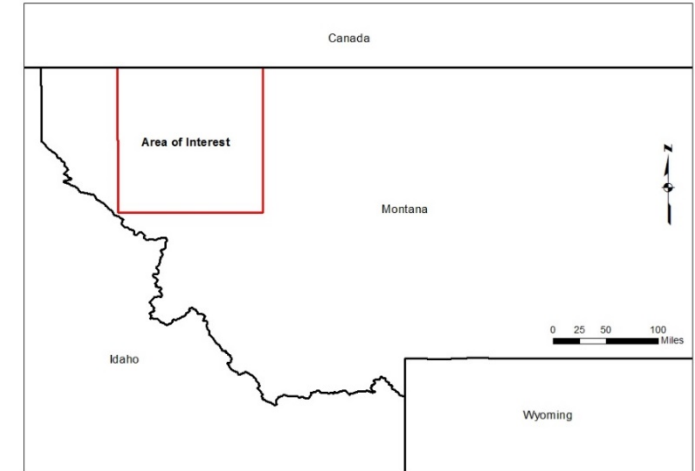 Canada
Area of Interest
N
Montana
0 25 50 100
Miles
Idaho
Wyoming